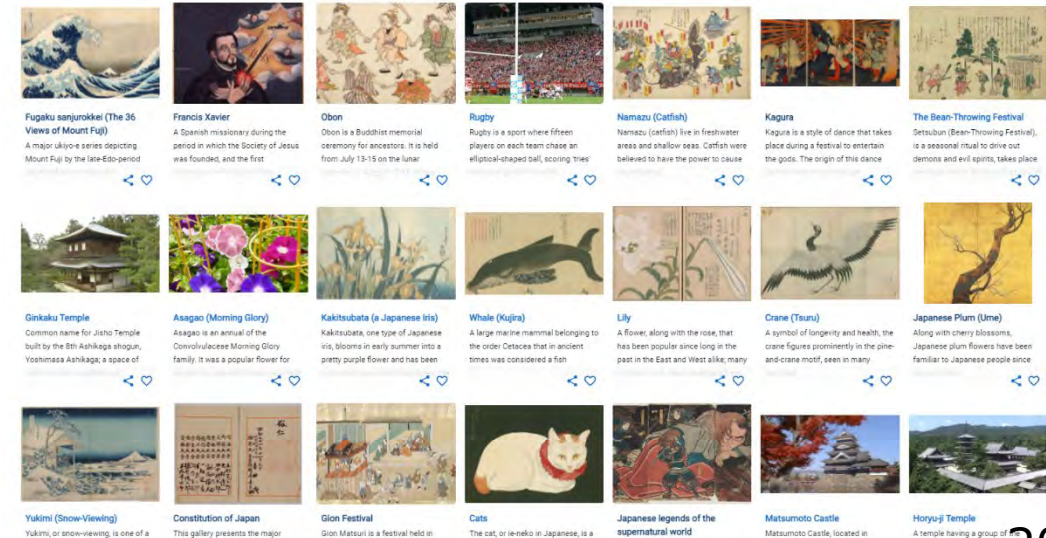 Fugaku sanjurokkei (The 36
Views of Mount Fuji)
A major ukiyo-e series depicting
Mount Fuji by the late-Edo-period
Francis Xavier
A Spanish missionary during the
period in which the Society of Jesus
was founded, and the first
Obon
Obon is a Buddhist memorial
ceremony for ancestors. It is held
from July 13-15 on the lunar
Rugby
Rugby is a sport where fifteen
players on each team chase an
elliptical-shaped ball, scoring 'tries'
Namazu (Catfish)
Namazu (catfish) live in freshwater
areas and shallow seas. Catfish were
believed to have the power to cause
Kagura
Kagura is a style of dance that takes
place during a festival to entertain
the gods. The origin of this dance
The Bean-Throwing Festival
Setsubun (Bean-Throwing Festival),
is a seasonal ritual to drive out
demons and evil spirits, takes place
Ginkaku Temple
Common name for Jisho Temple
built by the 8th Ashikaga shogun,
Yoshimasa Ashikaga; a space of
Asagao (Morning Glory)
Asagao is an annual of the
Convolvulaceae Morning Glory
family. It was a popular flower for
Kakitsubata (a Japanese Iris)
Kakitsubata, one type of Japanese
iris, blooms in early summer into a
pretty purple flower and has been
Whale (Kujira)
A large marine mammal belonging to
the order Cetacea that in ancient
times was considered a fish
Lily
A flower, along with the rose, that
has been popular since long in the
past in the East and West alike; many
Crane (Tsuru)
A symbol of longevity and health, the
crane figures prominently in the pine-
and-crane motif, seen in many
Japanese Plum (Ume)
Along with cherry blossoms,
Japanese plum flowers have been
familiar to Japanese people since
Yukimi (Snow-Viewing)
Yukimi, or snow-viewing, is one of a
Constitution of Japan
This gallery presents the major
Gion Festival
Gion Matsuri is a festival held in
Cats
The cat, or ie-neko in Japanese, is a
Japanese legends of the
supernatural world
Matsumoto Castle
Matsumoto Castle, located in
Horyu-ji Temple
A temple having a group of the